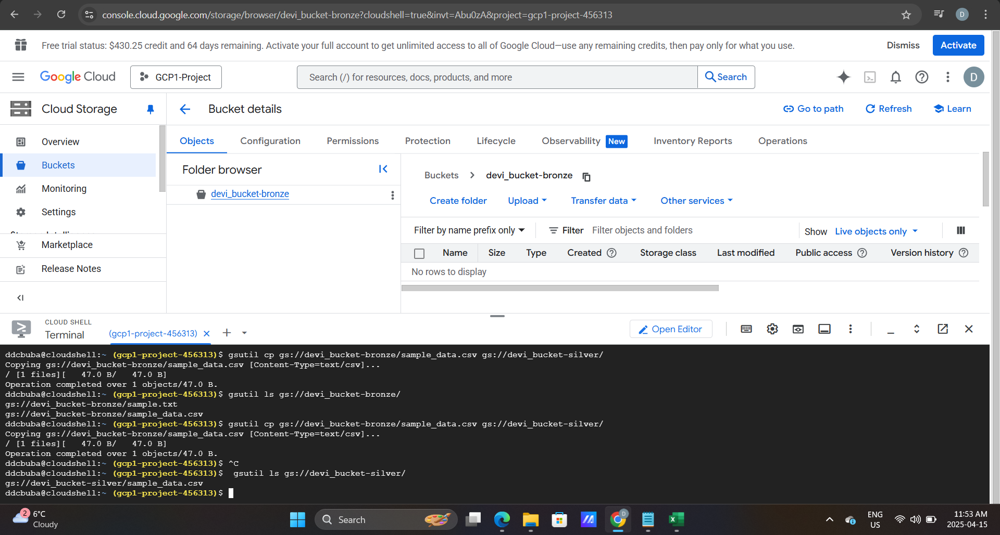 console.cloud.google.com/storage/browser/devi_bucket-bronze?cloudshell=true&invt=Abu0zA&project=gcp1-project-456313
D
Free trial status: $430.25 credit and 64 days remaining. Activate your full account to get unlimited access to all of Google Cloud—use any remaining credits, then pay only for what you use.
Dismiss
Activate
Google Cloud
GCP1-Project
Search (/) for resources, docs, products, and more
Search
D
Cloud Storage
Bucket details
Go to path
Refresh
Learn
Overview
Buckets
Monitoring
Settings
Marketplace
Release Notes
Objects
Configuration
Permissions
Protection
Lifecycle
Observability New
Inventory Reports
Operations
Folder browser
devi_bucket-bronze
Buckets > devi_bucket-bronze
Create folder
Upload
Transfer data
Other services
Filter by name prefix only
Filter
Filter objects and folders
Show Live objects only
Name Size Type Created Storage class Last modified Public access Version history
No rows to display
CLOUD SHELL
Terminal
(gcp1-project-456313)
Open Editor
ddcbuba@cloudshell:~ (gcp1-project-456313)$ gsutil cp gs://devi_bucket-bronze/sample_data.csv gs://devi_bucket-silver/
Copying gs://devi_bucket-bronze/sample_data.csv [Content-Type=text/csv]...
/ [1 files][   47.0 B/   47.0 B]
Operation completed over 1 objects/47.0 B.
ddcbuba@cloudshell:~ (gcp1-project-456313)$ gsutil ls gs://devi_bucket-bronze/
gs://devi_bucket-bronze/sample.txt
gs://devi_bucket-bronze/sample_data.csv
ddcbuba@cloudshell:~ (gcp1-project-456313)$ gsutil cp gs://devi_bucket-bronze/sample_data.csv gs://devi_bucket-silver/
Copying gs://devi_bucket-bronze/sample_data.csv [Content-Type=text/csv]...
/ [1 files][   47.0 B/   47.0 B]
Operation completed over 1 objects/47.0 B.
ddcbuba@cloudshell:~ (gcp1-project-456313)$ ^C
ddcbuba@cloudshell:~ (gcp1-project-456313)$  gsutil ls gs://devi_bucket-silver/
gs://devi_bucket-silver/sample_data.csv
ddcbuba@cloudshell:~ (gcp1-project-456313)$
2
6°C
Cloudy
Search
D
ENG
US
11:53 AM
2025-04-15